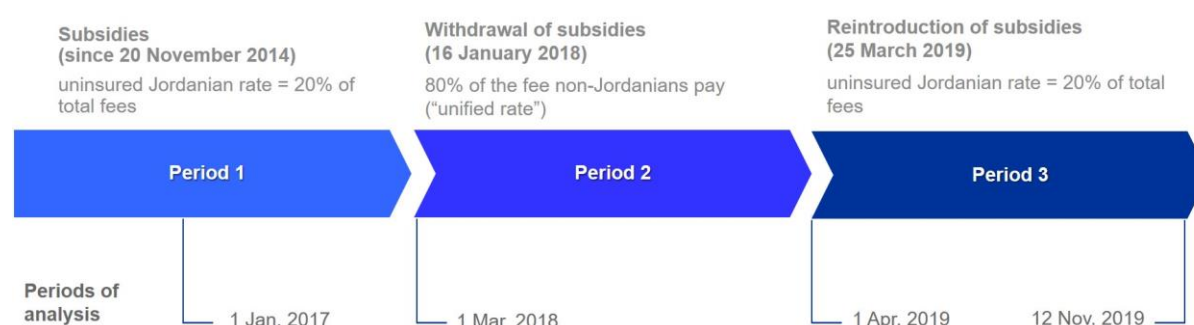 Subsidies
(since 20 November 2014)
uninsured Jordanian rate = 20% of
total fees
Withdrawal of subsidies
(16 January 2018)
80% of the fee non-Jordanians pay
("unified rate")
Reintroduction of subsidies
(25 March 2019)
uninsured Jordanian rate = 20% of total
fees
Period 1
Period 2
Period 3
Periods of
analysis
1 Jan. 2017
1 Mar. 2018
1 Apr. 2019
12 Nov. 2019